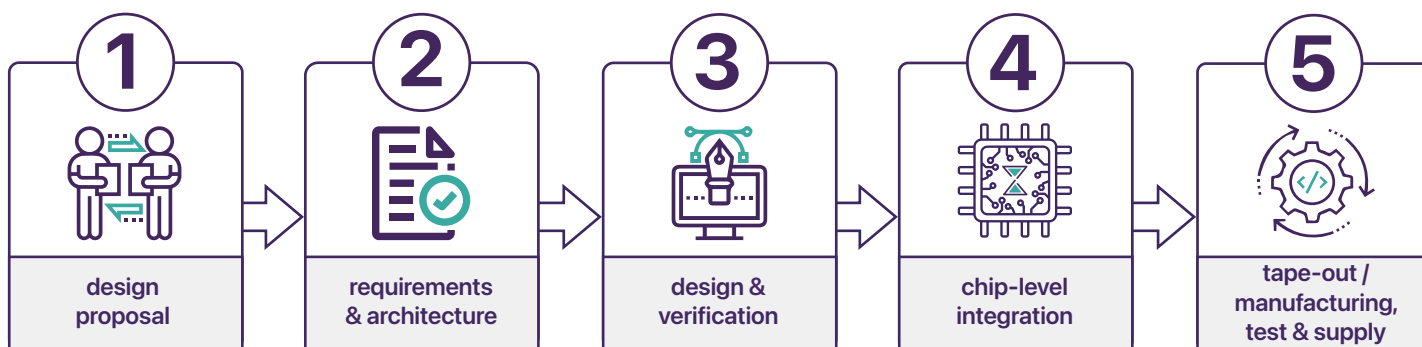 1
design
proposal
2
requirements
& architecture
3
design &
verification
4
chip-level
integration
5
</>
tape-out /
manufacturing,
test & supply